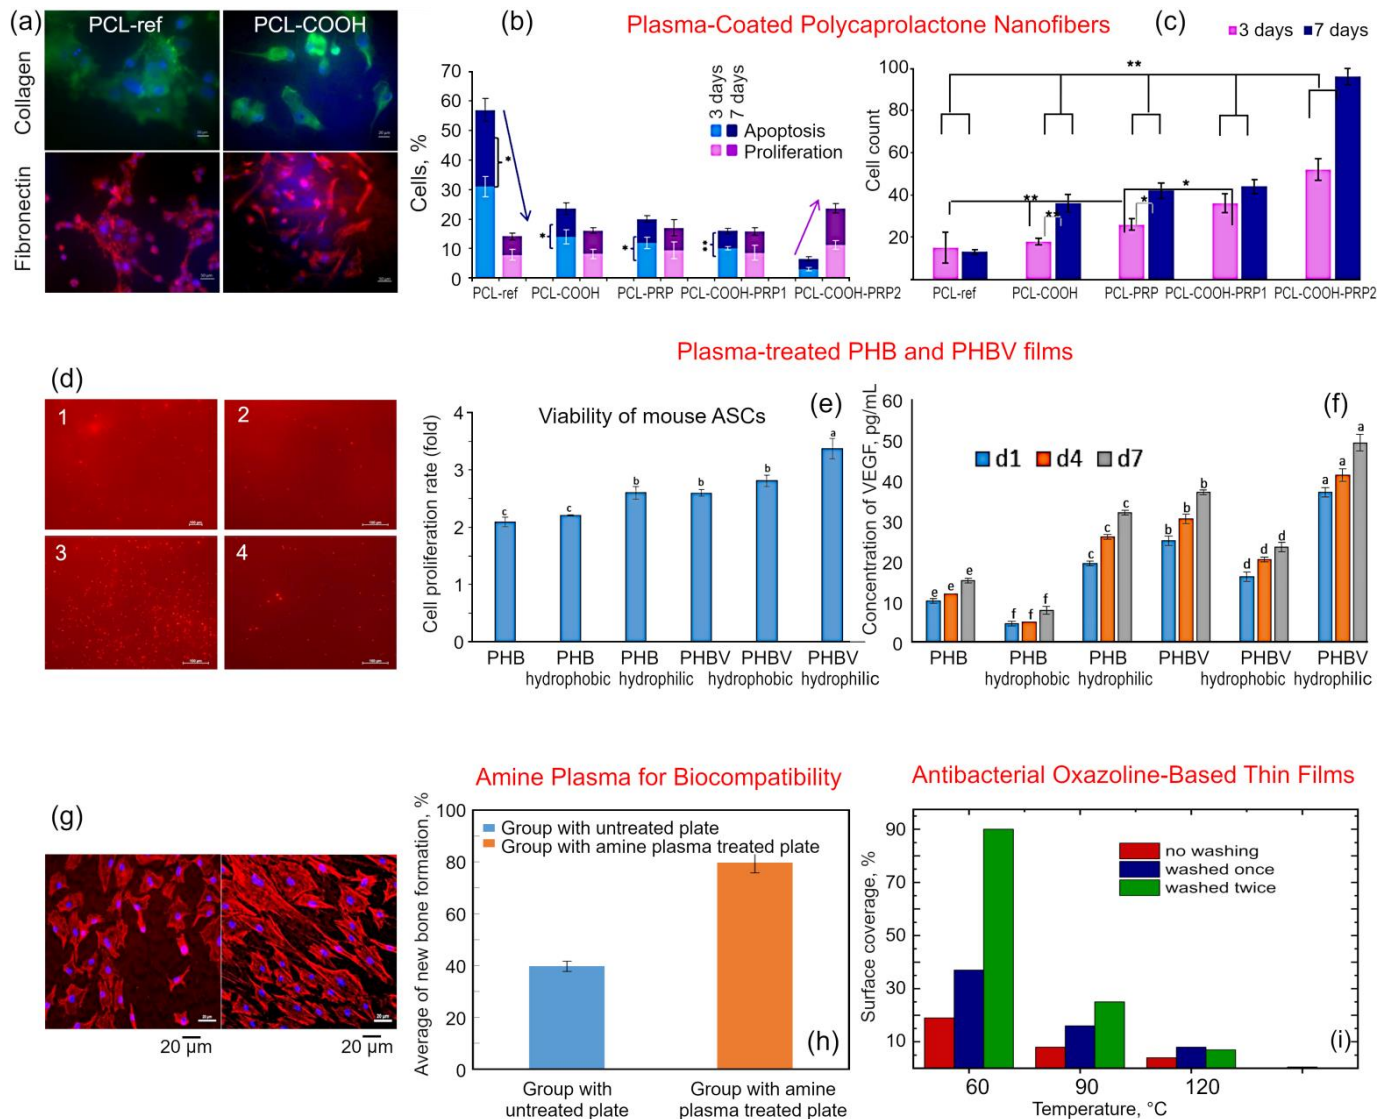 (a)
PCL-ref
PCL-COOH
Collagen
Fibronectin
(b)
Plasma-Coated Polycaprolactone Nanofibers
(c)
3 days
7 days
Cells, %
70
60
50
40
30
20
10
0
3 days
7 days
Apoptosis
Proliferation
*
*
*
**
PCL-ref
PCL-COOH
PCL-PRP
PCL-COOH-PRP1
PCL-COOH-PRP2
Cell count
100
80
60
40
20
**
**
**
*
*
PCL-ref
PCL-COOH
PCL-PRP
PCL-COOH-PRP1
PCL-COOH-PRP2
Plasma-treated PHB and PHBV films
(d)
1
2
3
4
(e)
Viability of mouse ASCs
Cell proliferation rate (fold)
4
3
2
1
0
c
c
b
b
b
a
PHB
PHB hydrophobic
PHB hydrophilic
PHBV
PHBV hydrophobic
PHBV hydrophilic
(f)
d1
d4
d7
Concentration of VEGF, pg/mL
60
50
40
30
20
10
0
e e e
f f f
c c c
b b b
d d d
a a a
PHB
PHB hydrophobic
PHB hydrophilic
PHBV
PHBV hydrophobic
PHBV hydrophilic
(g)
20 µm
20 µm
Amine Plasma for Biocompatibility
Average of new bone formation, %
100
80
60
40
20
0
Group with untreated plate
Group with amine plasma treated plate
(h)
Group with
untreated plate
Group with amine
plasma treated plate
Antibacterial Oxazoline-Based Thin Films
Surface coverage, %
90
70
50
30
10
no washing
washed once
washed twice
(i)
60
90
120
Temperature, °C